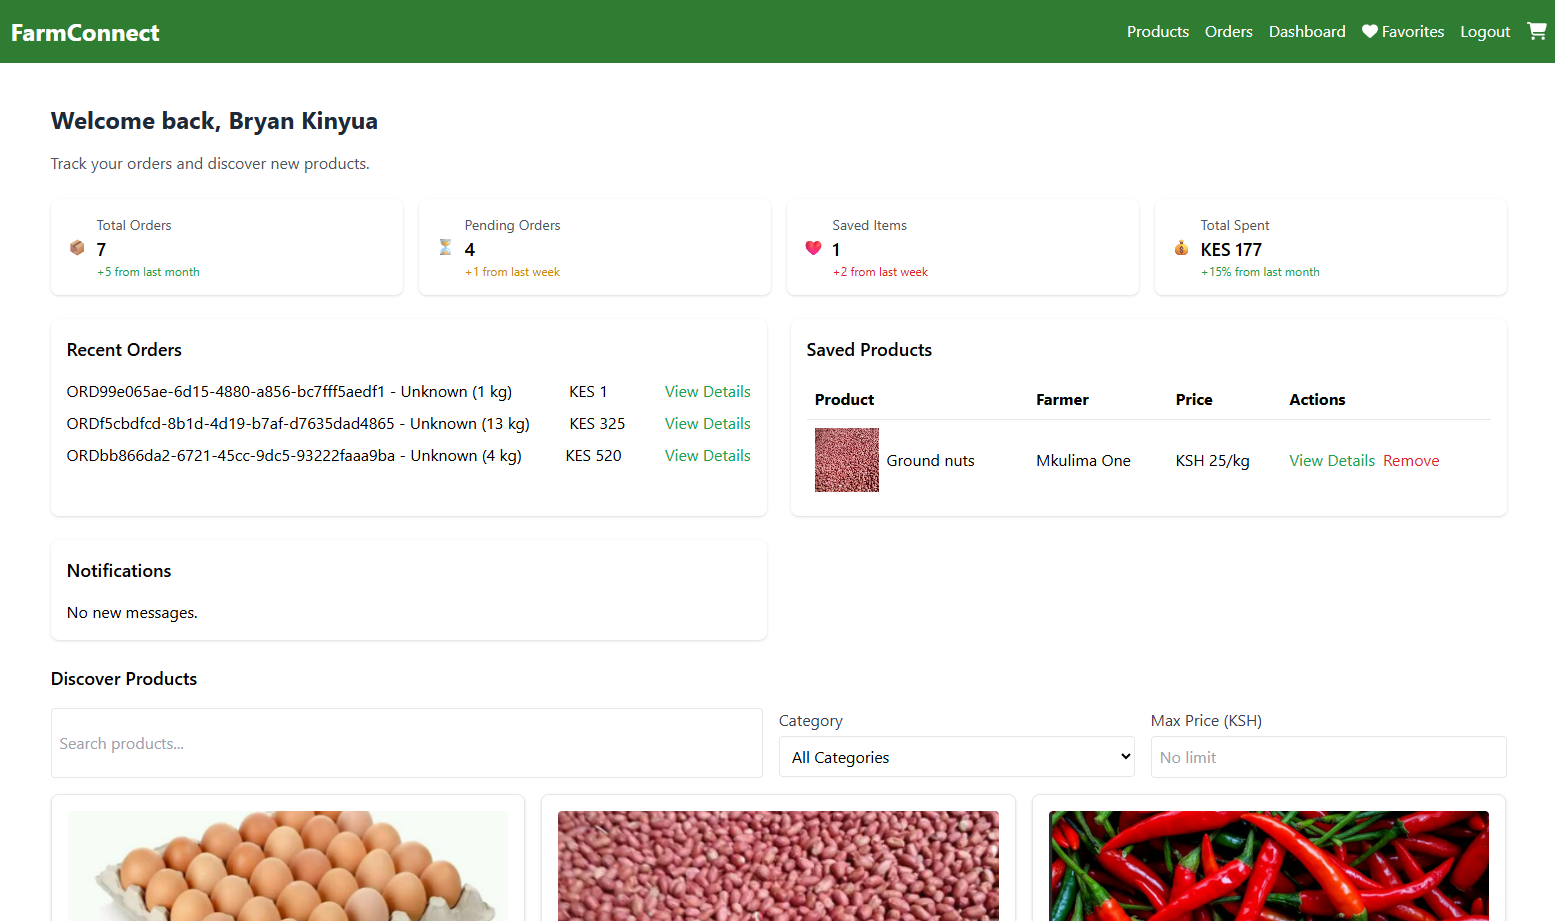 FarmConnect
Products Orders Dashboard Favorites Logout
Welcome back, Bryan Kinyua
Track your orders and discover new products.
Total Orders
7
+5 from last month
Pending Orders
4
+1 from last week
Saved Items
1
+2 from last week
Total Spent
KES 177
+15% from last month
Recent Orders
ORD99e065ae-6d15-4880-a856-bc7fff5aedf1 - Unknown (1 kg) KES 1 View Details
ORDf5cbdfcd-8b1d-4d19-b7af-d7635dad4865 - Unknown (13 kg) KES 325 View Details
ORDbb866da2-6721-45cc-9dc5-93222faaa9ba - Unknown (4 kg) KES 520 View Details
Saved Products
Product Farmer Price Actions
Ground nuts Mkulima One KSH 25/kg View Details Remove
Notifications
No new messages.
Discover Products
Search products...
Category
All Categories
Max Price (KSH)
No limit